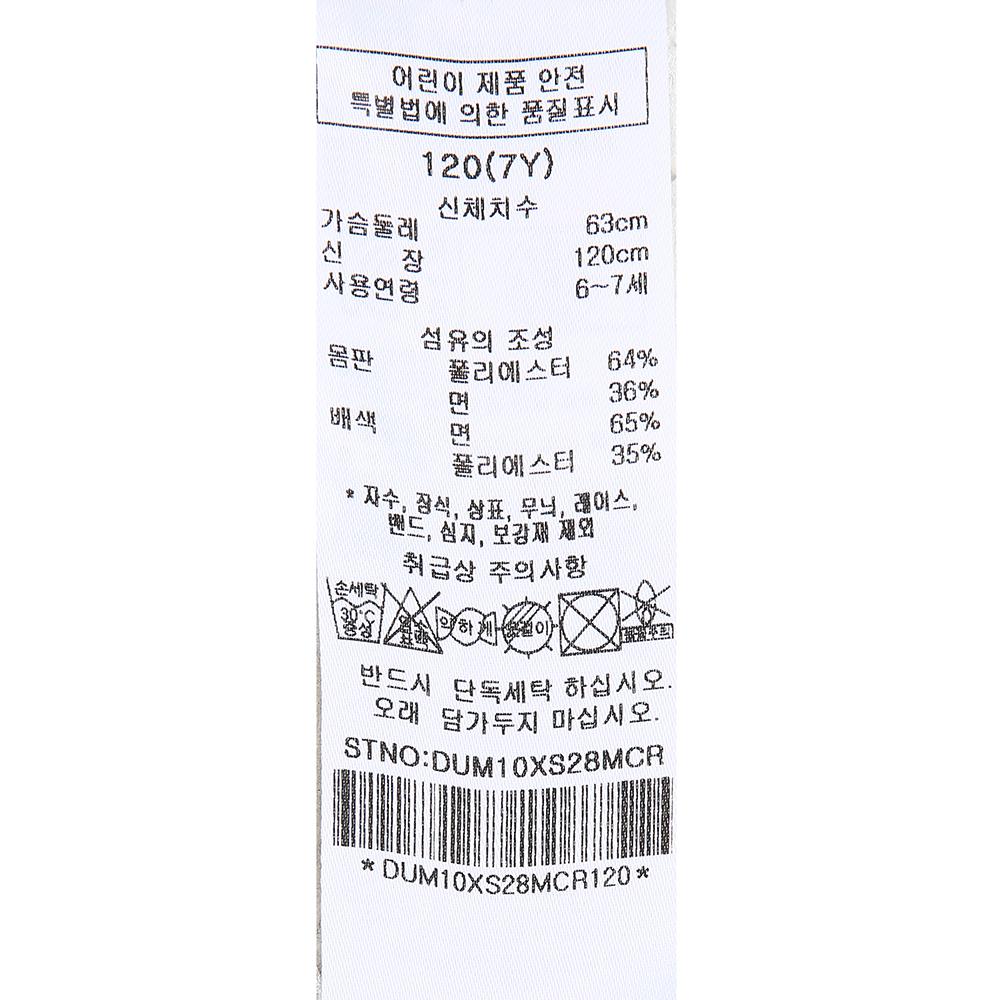 어린이 제품 안전
특별법에 의한 품질표시
120(7Y)
신체치수
가슴둘레 63cm
신 장 120cm
사용연령 6~7세
섬유의 조성
몸판 폴리에스터 64%
면 36%
배색 면 65%
폴리에스터 35%
* 자수, 장식, 상표, 무늬, 레이스,
밴드, 심지, 보강재 제외
취급상 주의사항
손세탁
30℃ 약하게 옷걸이
중성
반드시 단독세탁 하십시오.
오래 담가두지 마십시오.
STNO:DUM10XS28MCR
*DUM10XS28MCR120*